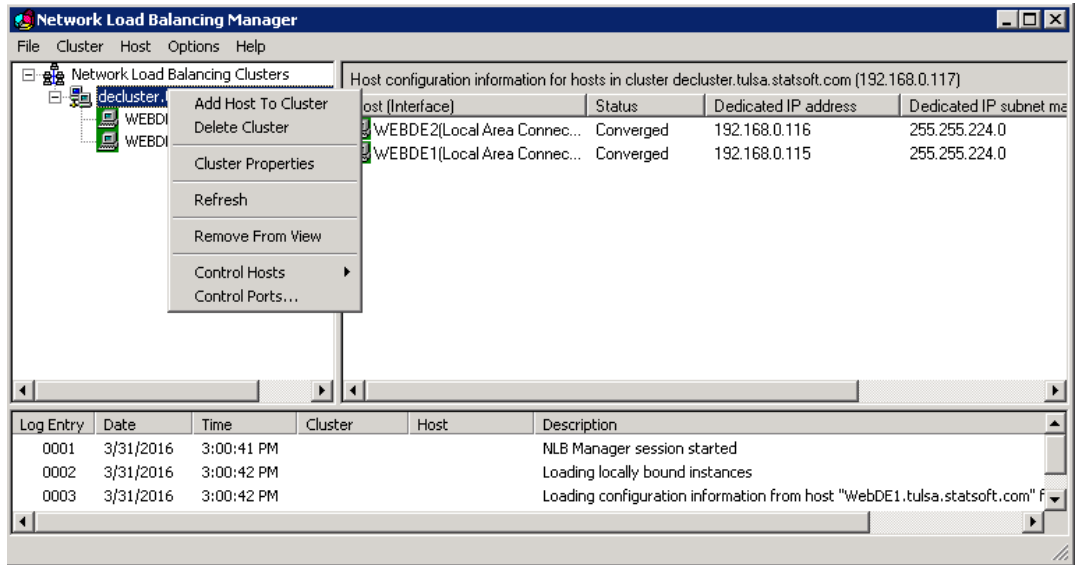 Network Load Balancing Manager
File Cluster Host Options Help
Network Load Balancing Clusters
decluster.
WEBDI
WEBDI
Add Host To Cluster
Delete Cluster
Cluster Properties
Refresh
Remove From View
Control Hosts
Control Ports...
Host configuration information for hosts in cluster decluster.tulsa.statsoft.com (192.168.0.117)
ost (Interface) Status Dedicated IP address Dedicated IP subnet ma
WEBDE2(Local Area Connec... Converged 192.168.0.116 255.255.224.0
WEBDE1(Local Area Connec... Converged 192.168.0.115 255.255.224.0
Log Entry Date Time Cluster Host Description
0001 3/31/2016 3:00:41 PM NLB Manager session started
0002 3/31/2016 3:00:42 PM Loading locally bound instances
0003 3/31/2016 3:00:42 PM Loading configuration information from host "WebDE1.tulsa.statsoft.com" f